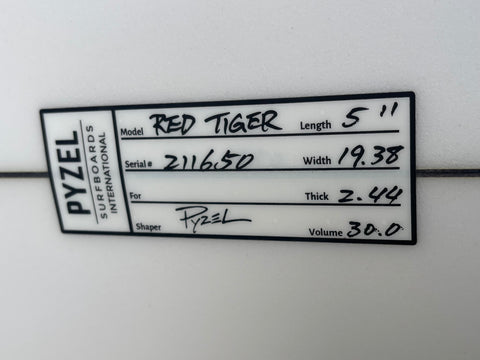 PYZEL
SURFBOARDS
INTERNATIONAL
Model RED TIGER Length 5 11
Serial# 211650 Width 19.38
For Thick 2.44
Shaper PYZEL Volume 30.0